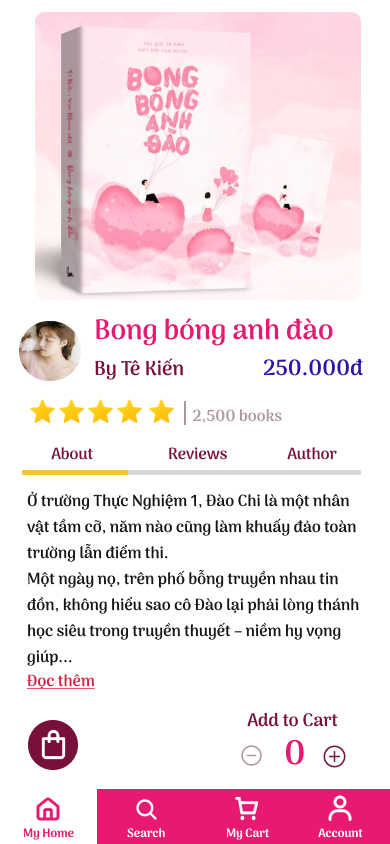 BONG
BÓNG
ANH
ĐÀO
Bong bóng anh đào
By Tê Kiến
250.000đ
2,500 books
About Reviews Author
Ở trường Thực Nghiệm 1, Đào Chi là một nhân
vật tầm cỡ, năm nào cũng làm khuấy đảo toàn
trường lẫn điểm thi.
Một ngày nọ, trên phố bỗng truyền nhau tin
đồn, không hiểu sao cô Đào lại phải lòng thánh
học siêu trong truyền thuyết – niềm hy vọng
giúp...
Đọc thêm
Add to Cart
0
My Home Search My Cart Account